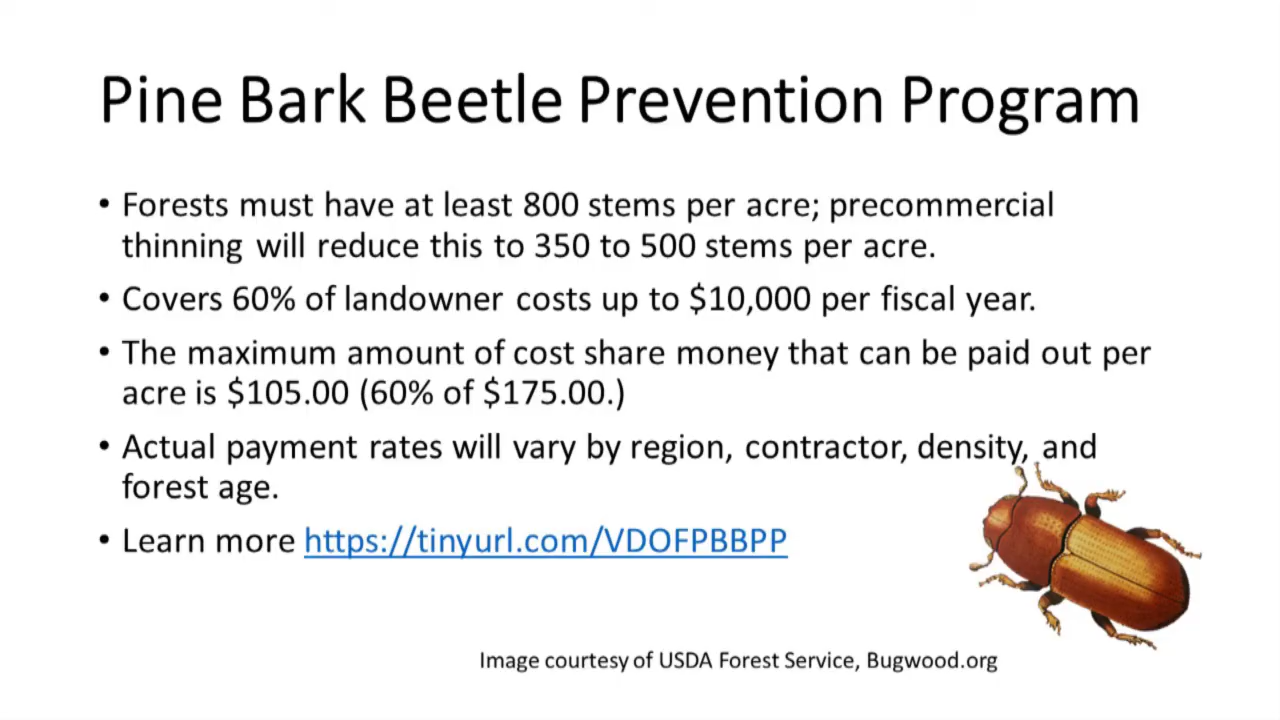 Pine Bark Beetle Prevention Program
• Forests must have at least 800 stems per acre; precommercial
thinning will reduce this to 350 to 500 stems per acre.
• Covers 60% of landowner costs up to $10,000 per fiscal year.
• The maximum amount of cost share money that can be paid out per
acre is $105.00 (60% of $175.00.)
• Actual payment rates will vary by region, contractor, density, and
forest age.
• Learn more https://tinyurl.com/VDOFPBBPP
Image courtesy of USDA Forest Service, Bugwood.org